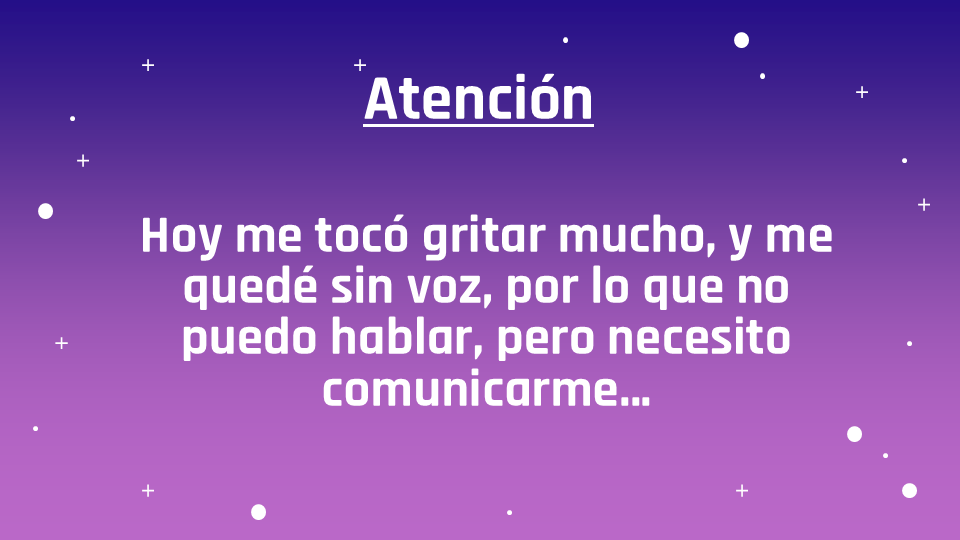 Atención
Hoy me tocó gritar mucho, y me
quedé sin voz, por lo que no
puedo hablar, pero necesito
comunicarme...